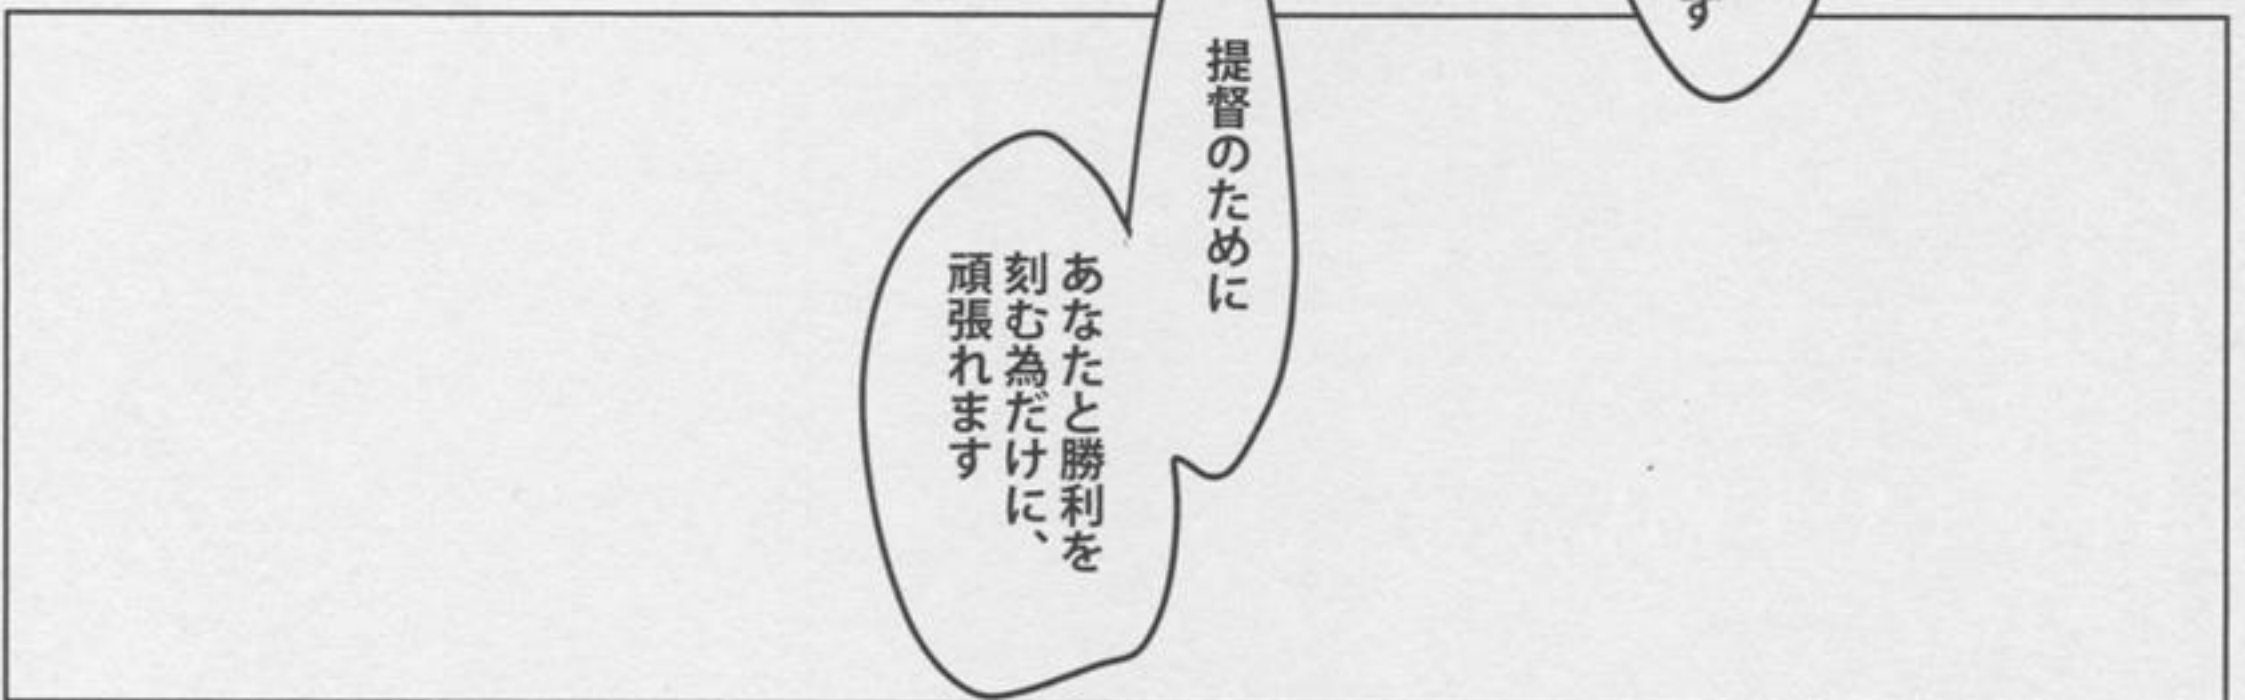 す
提督のために
あなたと勝利を
刻む為だけに、
頑張れます